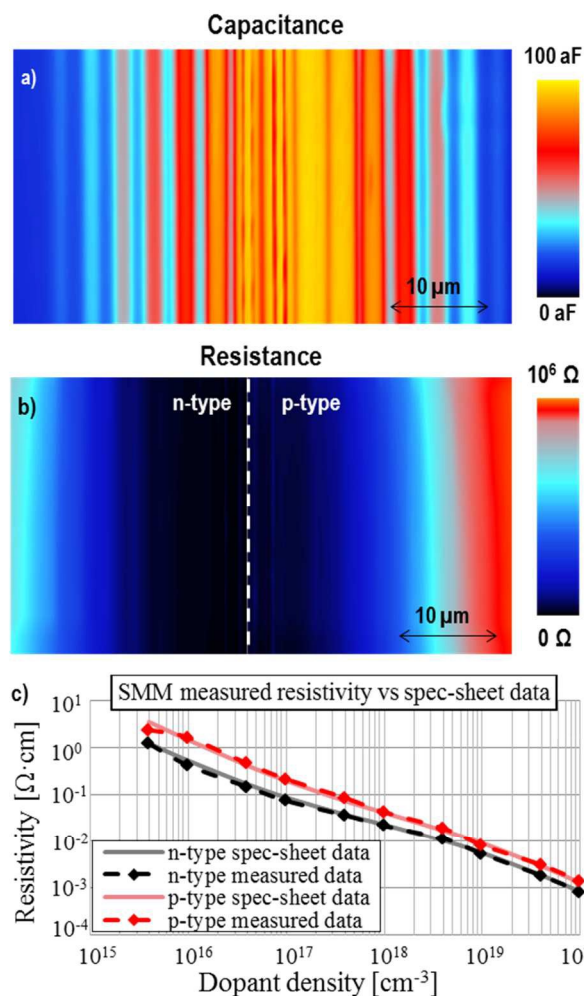 Capacitance
a)
100 aF
10 µm
0 aF
Resistance
b)
n-type
p-type
10⁶ Ω
10 µm
0 Ω
c)
SMM measured resistivity vs spec-sheet data
10¹
10⁰
10⁻¹
10⁻²
10⁻³
10⁻⁴
Resistivity [Ω·cm]
n-type spec-sheet data
n-type measured data
p-type spec-sheet data
p-type measured data
10¹⁵
10¹⁶
10¹⁷
10¹⁸
10¹⁹
10
Dopant density [cm⁻³]